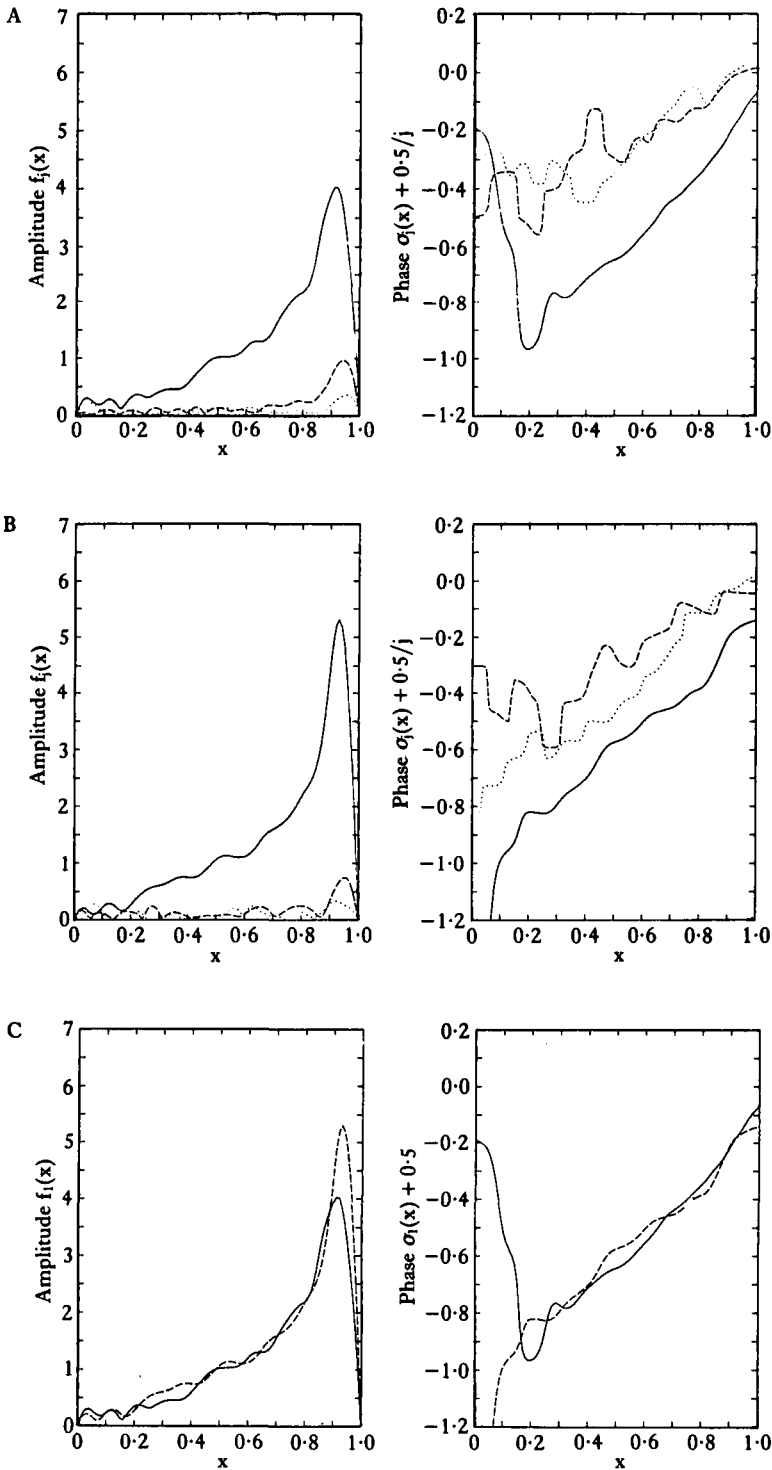 A
7
6
5
4
3
2
1
0
Amplitude fj(x)
0 0·2 0·4 0·6 0·8 1·0
x
0·2
0·0
−0·2
−0·4
−0·6
−0·8
−1·0
−1·2
Phase σj(x) + 0·5/j
0 0·2 0·4 0·6 0·8 1·0
x
B
7
6
5
4
3
2
1
0
Amplitude fj(x)
0 0·2 0·4 0·6 0·8 1·0
x
0·2
0·0
−0·2
−0·4
−0·6
−0·8
−1·0
−1·2
Phase σj(x) + 0·5/j
0 0·2 0·4 0·6 0·8 1·0
x
C
7
6
5
4
3
2
1
0
Amplitude f1(x)
0 0·2 0·4 0·6 0·8 1·0
x
0·2
0·0
−0·2
−0·4
−0·6
−0·8
−1·0
−1·2
Phase σ1(x) + 0·5
0 0·2 0·4 0·6 0·8 1·0
x